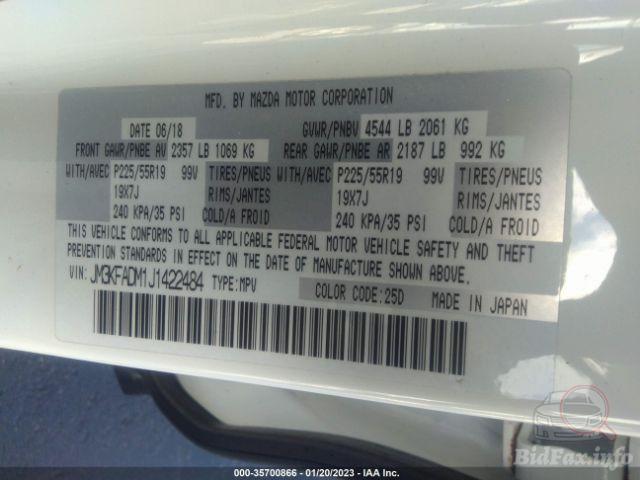 MFD. BY MAZDA MOTOR CORPORATION
DATE 06/18 GVWR/PNBV 4544 LB 2061 KG
FRONT GAWR/PNBE AV 2357 LB 1069 KG REAR GAWR/PNBE AR 2187 LB 992 KG
WITH/AVEC P225/55R19 99V TIRES/PNEUS WITH/AVEC P225/55R19 99V TIRES/PNEUS
19X7J RIMS/JANTES 19X7J RIMS/JANTES
240 KPA/35 PSI COLD/A FROID 240 KPA/35 PSI COLD/A FROID
THIS VEHICLE CONFORMS TO ALL APPLICABLE FEDERAL MOTOR VEHICLE SAFETY AND THEFT
PREVENTION STANDARDS IN EFFECT ON THE DATE OF MANUFACTURE SHOWN ABOVE.
VIN: JM3KFADM1J1422484 TYPE: MPV COLOR CODE: 25D MADE IN JAPAN
BidFax.info
000-35700866 - 01/20/2023 - IAA Inc.